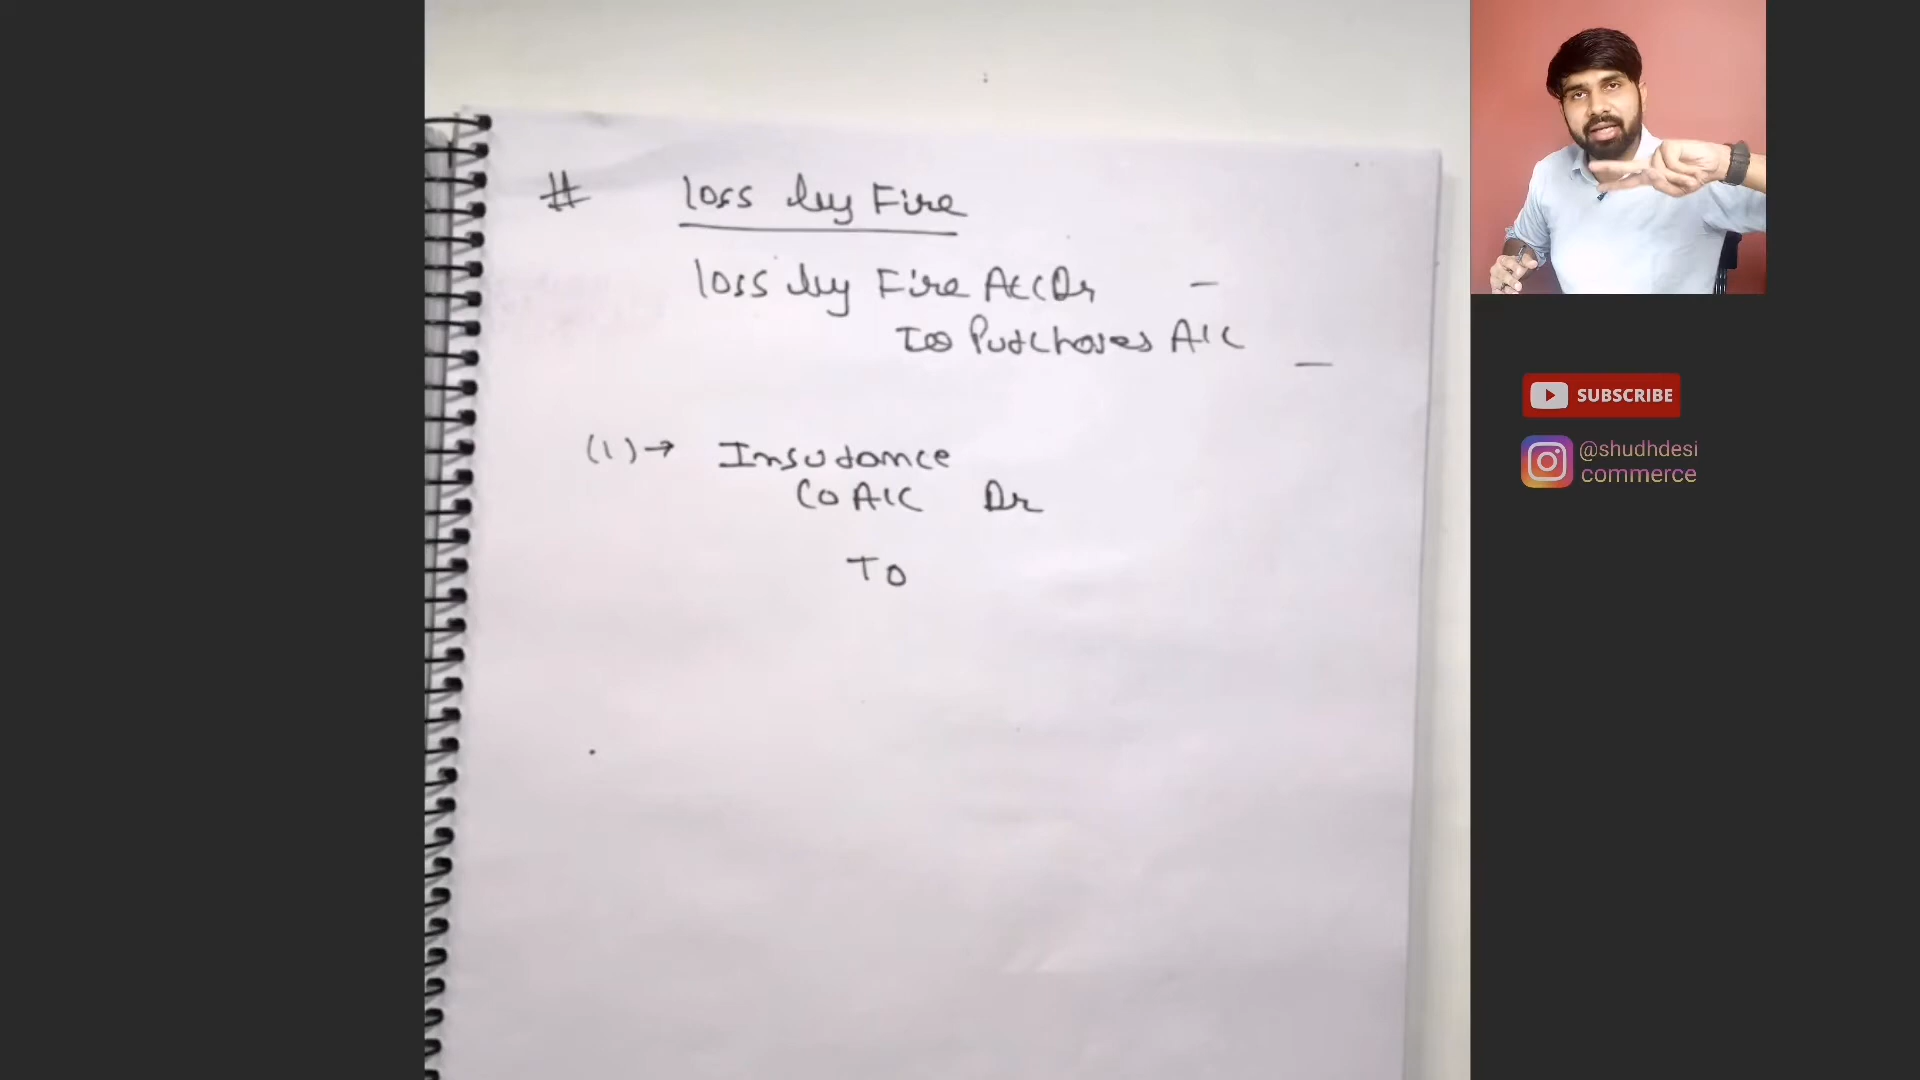 # Loss by Fire
Loss by Fire A/C Dr -
To Purchases A/C -
(1) → Insurance
Co A/C Dr
To
SUBSCRIBE
@shudhdesi
commerce